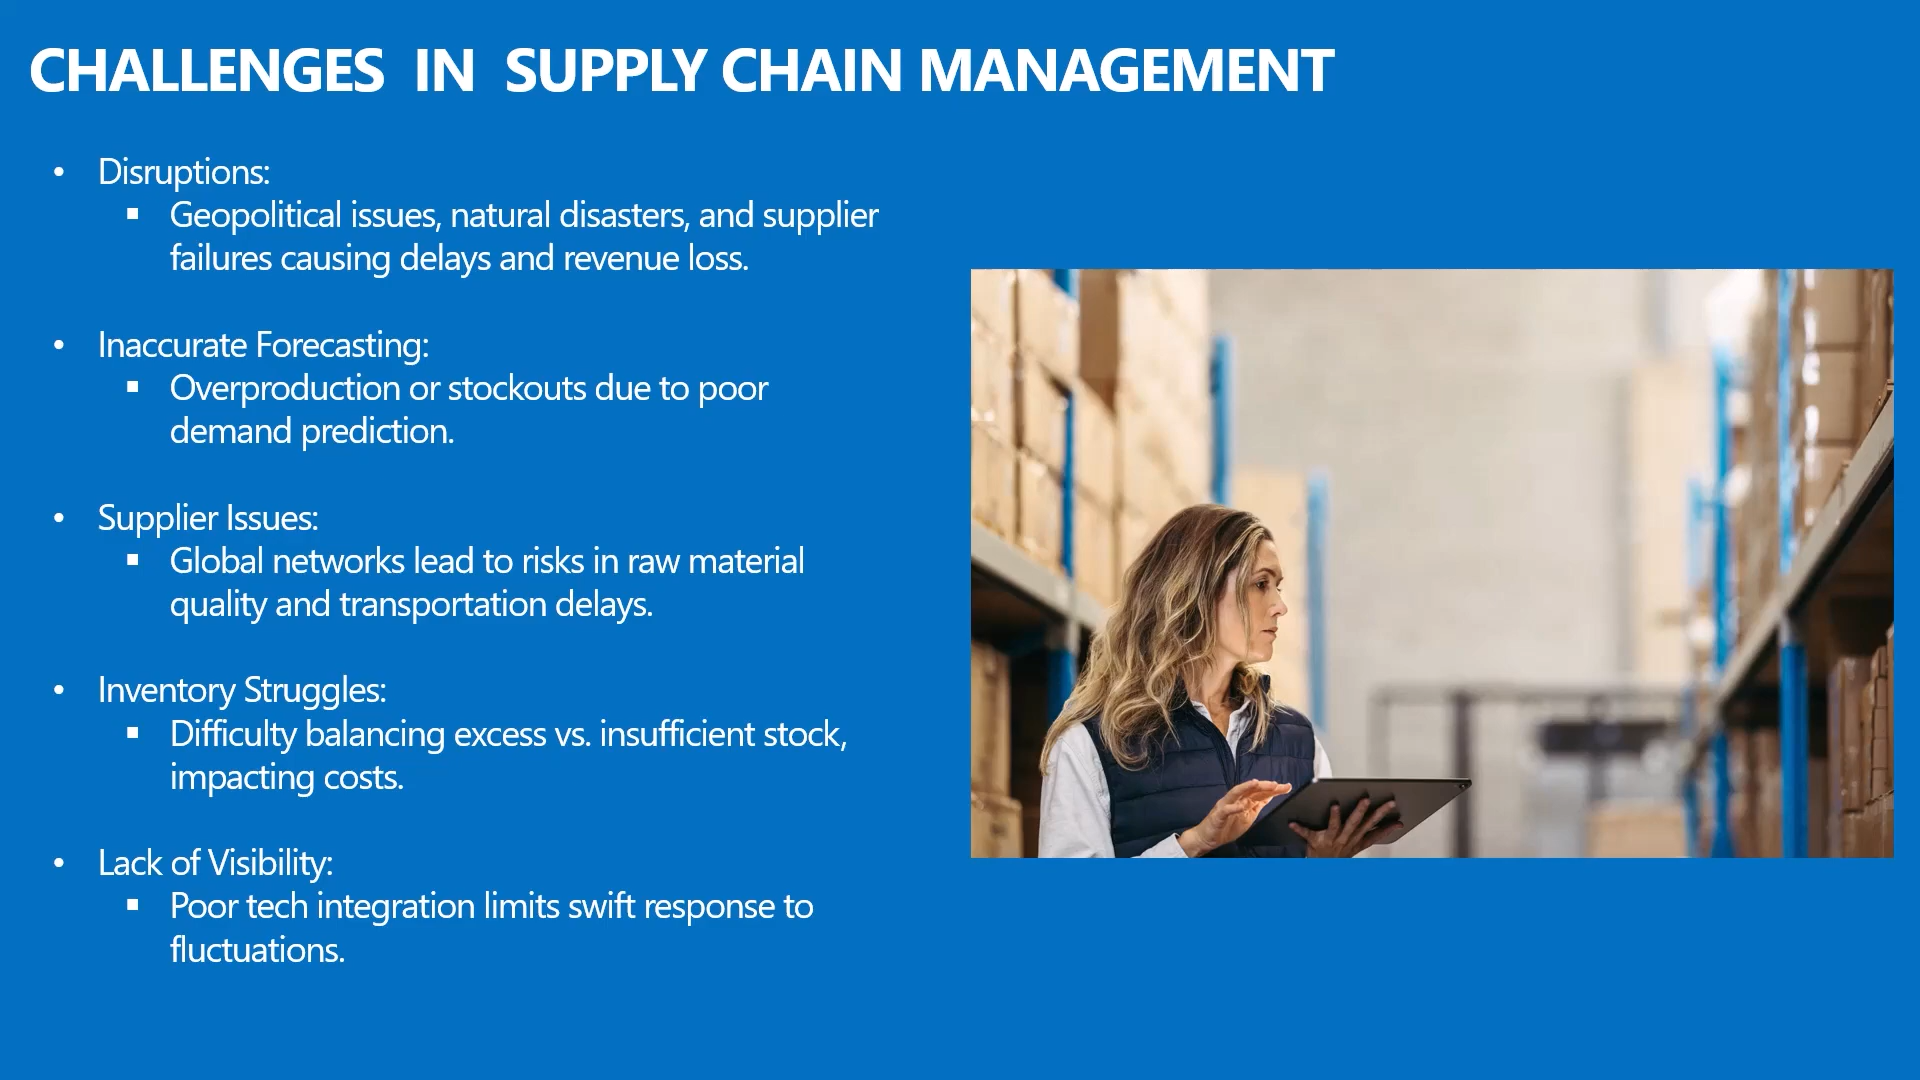 CHALLENGES IN SUPPLY CHAIN MANAGEMENT
• Disruptions:
▪ Geopolitical issues, natural disasters, and supplier
failures causing delays and revenue loss.
• Inaccurate Forecasting:
▪ Overproduction or stockouts due to poor
demand prediction.
• Supplier Issues:
▪ Global networks lead to risks in raw material
quality and transportation delays.
• Inventory Struggles:
▪ Difficulty balancing excess vs. insufficient stock,
impacting costs.
• Lack of Visibility:
▪ Poor tech integration limits swift response to
fluctuations.